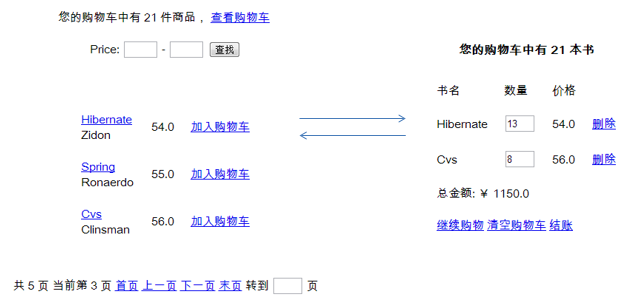 您的购物车中有 21 件商品 , 查看购物车
Price: - 查找
Hibernate
Zidon 54.0 加入购物车
Spring
Ronaerdo 55.0 加入购物车
Cvs
Clinsman 56.0 加入购物车
共 5 页 当前第 3 页 首页 上一页 下一页 末页 转到 页
您的购物车中有 21 本书
书名 数量 价格
Hibernate 13 54.0 删除
Cvs 8 56.0 删除
总金额: ¥ 1150.0
继续购物 清空购物车 结账